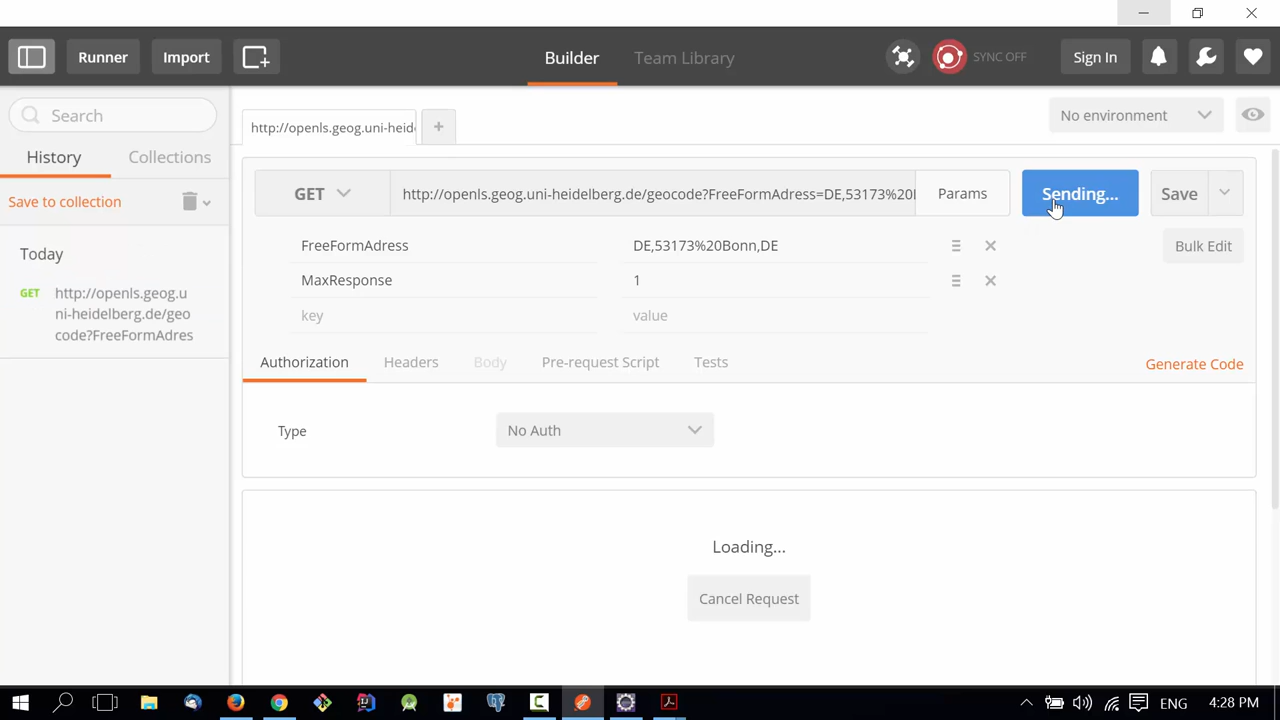 Runner
Import
Builder
Team Library
SYNC OFF
Sign In
Search
http://openls.geog.uni-heid
+
No environment
History
Collections
GET
http://openls.geog.uni-heidelberg.de/geocode?FreeFormAdress=DE,53173%20
Params
Sending...
Save
Save to collection
FreeFormAdress
DE,53173%20Bonn,DE
Bulk Edit
Today
MaxResponse
1
GET
http://openls.geog.u
ni-heidelberg.de/geo
code?FreeFormAdres
key
value
Authorization
Headers
Body
Pre-request Script
Tests
Generate Code
Type
No Auth
Loading...
Cancel Request
ENG
4:28 PM